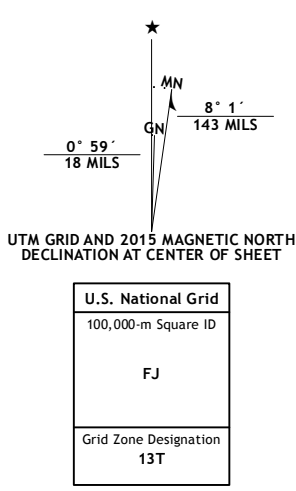 ★
MN
8° 1´
143 MILS
GN
0° 59´
18 MILS
UTM GRID AND 2015 MAGNETIC NORTH
DECLINATION AT CENTER OF SHEET
U.S. National Grid
100,000-m Square ID
FJ
Grid Zone Designation
13T